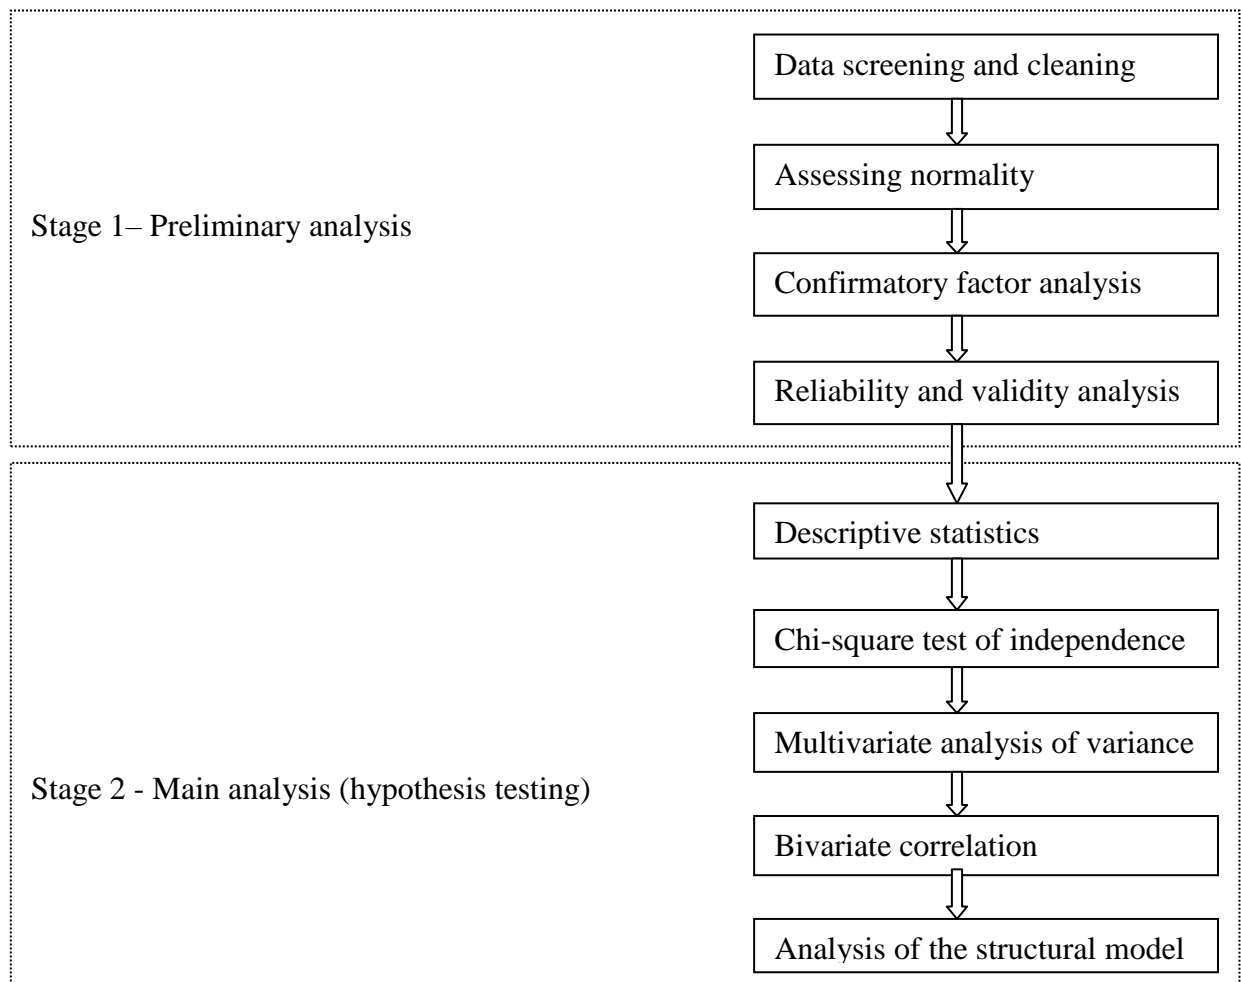 Data screening and cleaning
Assessing normality
Stage 1– Preliminary analysis
Confirmatory factor analysis
Reliability and validity analysis
Descriptive statistics
Chi-square test of independence
Multivariate analysis of variance
Stage 2 - Main analysis (hypothesis testing)
Bivariate correlation
Analysis of the structural model